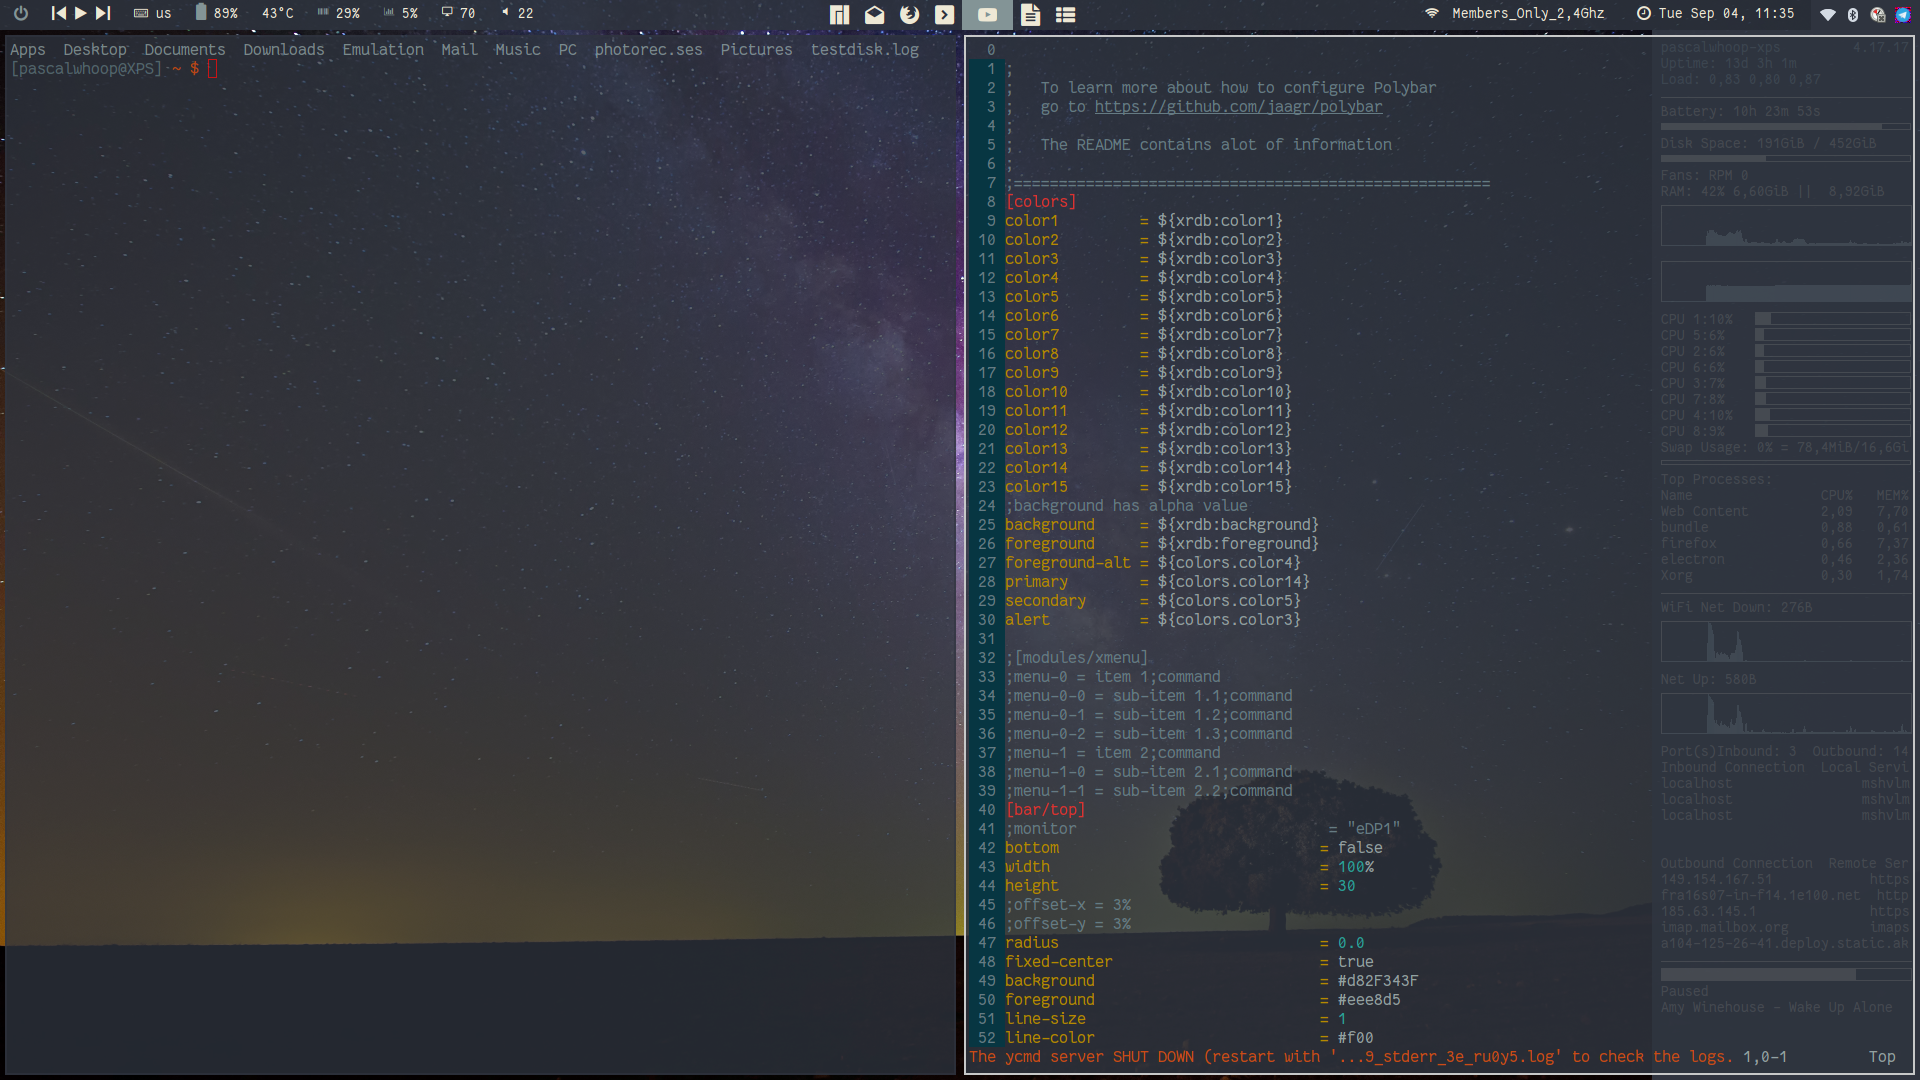 us 89% 43°C 29% 5% 70 22 Members_Only_2,4Ghz Tue Sep 04, 11:35
Apps Desktop Documents Downloads Emulation Mail Music PC photorec.ses Pictures testdisk.log
[pascalwhoop@XPS] ~ $
0
1 ;
2 ;   To learn more about how to configure Polybar
3 ;   go to https://github.com/jaagr/polybar
4 ;
5 ;   The README contains alot of information
6 ;
7 ;=====================================================
8 [colors]
9 color1 = ${xrdb:color1}
10 color2 = ${xrdb:color2}
11 color3 = ${xrdb:color3}
12 color4 = ${xrdb:color4}
13 color5 = ${xrdb:color5}
14 color6 = ${xrdb:color6}
15 color7 = ${xrdb:color7}
16 color8 = ${xrdb:color8}
17 color9 = ${xrdb:color9}
18 color10 = ${xrdb:color10}
19 color11 = ${xrdb:color11}
20 color12 = ${xrdb:color12}
21 color13 = ${xrdb:color13}
22 color14 = ${xrdb:color14}
23 color15 = ${xrdb:color15}
24 ;background has alpha value
25 background = ${xrdb:background}
26 foreground = ${xrdb:foreground}
27 foreground-alt = ${colors.color4}
28 primary = ${colors.color14}
29 secondary = ${colors.color5}
30 alert = ${colors.color3}
31
32 ;[modules/xmenu]
33 ;menu-0 = item 1;command
34 ;menu-0-0 = sub-item 1.1;command
35 ;menu-0-1 = sub-item 1.2;command
36 ;menu-0-2 = sub-item 1.3;command
37 ;menu-1 = item 2;command
38 ;menu-1-0 = sub-item 2.1;command
39 ;menu-1-1 = sub-item 2.2;command
40 [bar/top]
41 ;monitor = "eDP1"
42 bottom = false
43 width = 100%
44 height = 30
45 ;offset-x = 3%
46 ;offset-y = 3%
47 radius = 0.0
48 fixed-center = true
49 background = #d82F343F
50 foreground = #eee8d5
51 line-size = 1
52 line-color = #f00
The ycmd server SHUT DOWN (restart with '...9_stderr_3e_ru0y5.log' to check the logs. 1,0-1 Top
pascalwhoop-xps 4.17.17
Uptime: 13d 3h 1m
Load: 0,83 0,80 0,87
Battery: 10h 23m 53s
Disk Space: 191GiB / 452GiB
Fans: RPM 0
RAM: 42% 6,60GiB || 8,92GiB
CPU 1:10%
CPU 5:6%
CPU 2:6%
CPU 6:6%
CPU 3:7%
CPU 7:8%
CPU 4:10%
CPU 8:9%
Swap Usage: 0% = 78,4MiB/16,6Gi
Top Processes:
Name CPU% MEM%
Web Content 2,09 7,70
bundle 0,88 0,61
firefox 0,66 7,37
electron 0,46 2,36
Xorg 0,30 1,74
WiFi Net Down: 276B
Net Up: 580B
Port(s)Inbound: 3 Outbound: 14
Inbound Connection Local Servi
localhost mshvlm
localhost mshvlm
localhost mshvlm
Outbound Connection Remote Ser
149.154.167.51 https
fra16s07-in-f14.1e100.net http
185.63.145.1 https
imap.mailbox.org imaps
a104-125-26-41.deploy.static.ak
Paused
Amy Winehouse - Wake Up Alone